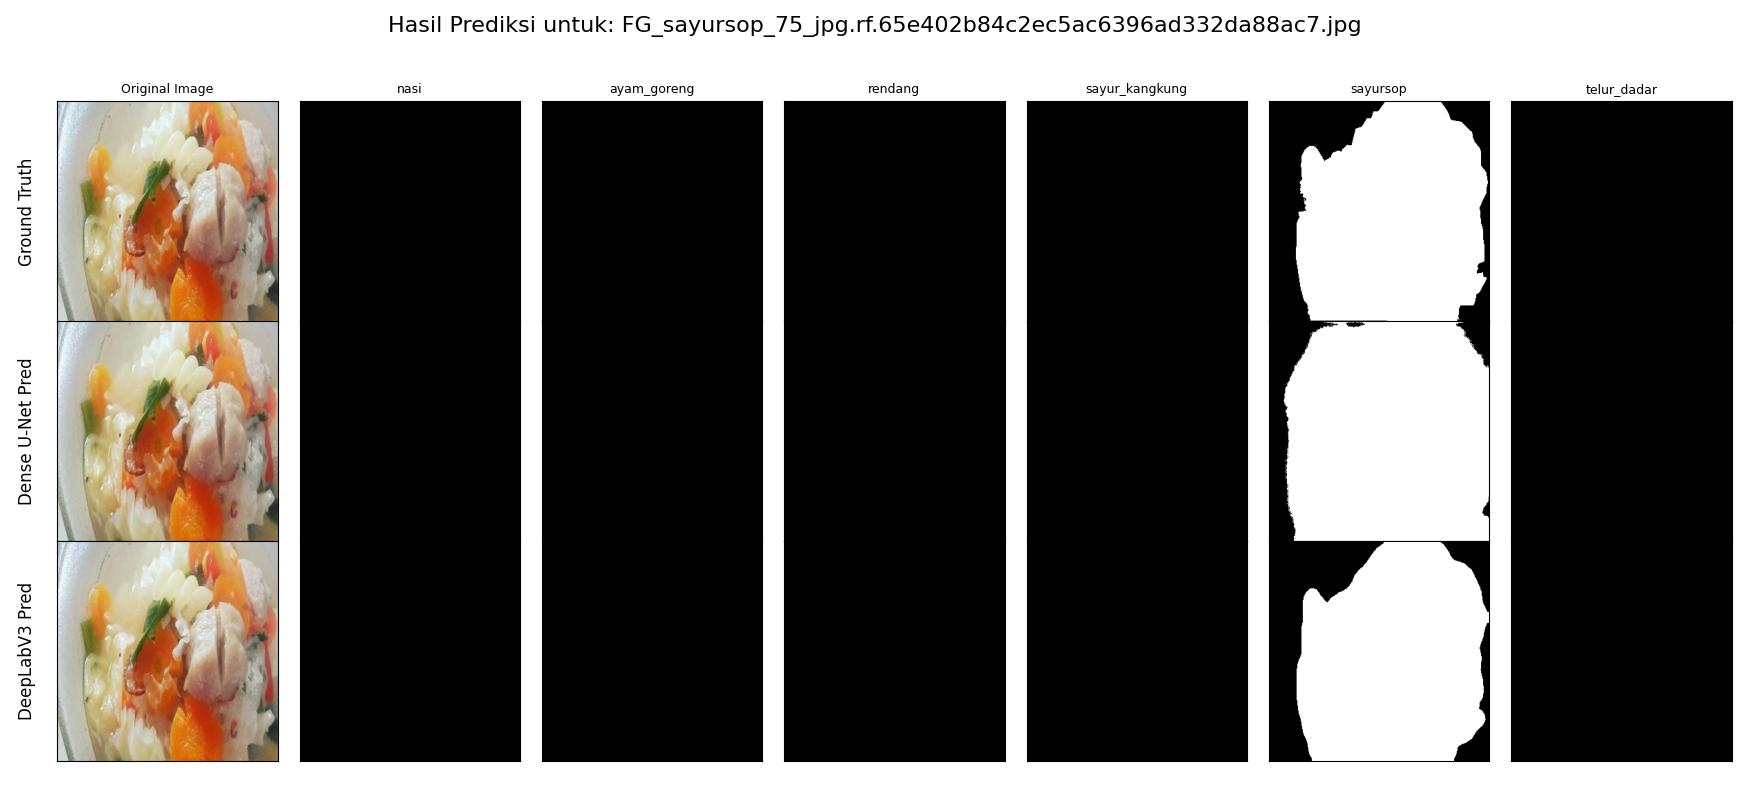 Hasil Prediksi untuk: FG_sayursop_75_jpg.rf.65e402b84c2ec5ac6396ad332da88ac7.jpg
Original Image
nasi
ayam_goreng
rendang
sayur_kangkung
sayursop
telur_dadar
Ground Truth
Dense U-Net Pred
DeepLabV3 Pred